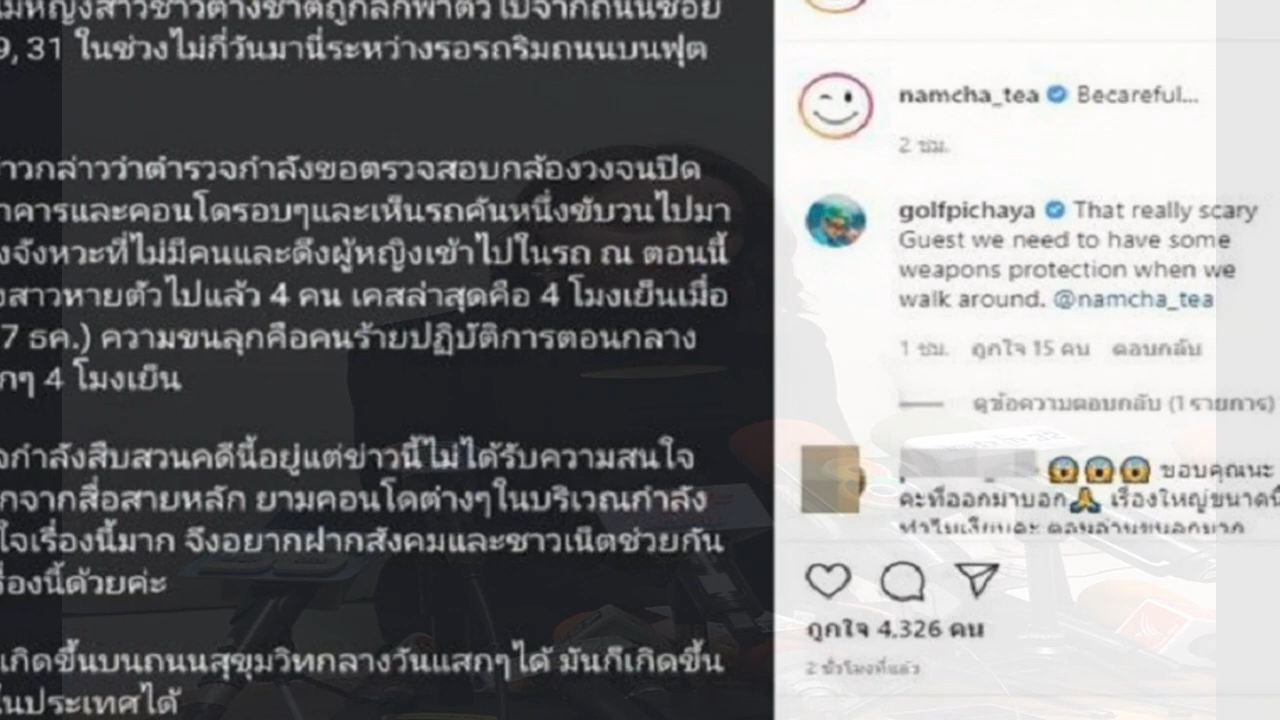 9, 31 ในช่วงไม่กี่วันมานี่ระหว่างรอรถริมถนนบนฟุต
าวกล่าวว่าตำรวจกำลังขอตรวจสอบกล้องวงจรปิด
าคารและคอนโดรอบๆและเห็นรถคันหนึ่งขับวนไปมา
งจังหวะที่ไม่มีคนและดึงผู้หญิงเข้าไปในรถ ณ ตอนนี้
งสาวหายตัวไปแล้ว 4 คน เคสล่าสุดคือ 4 โมงเย็นเมื่อ
7 ธค.) ความขนลุกคือคนร้ายปฏิบัติการตอนกลาง
กๆ 4 โมงเย็น
จกำลังสืบสวนคดีนี้อยู่แต่ข่าวนี้ไม่ได้รับความสนใจ
กจากสื่อสายหลัก ยามคอนโดต่างๆในบริเวณกำลัง
ใจเรื่องนี้มาก จึงอยากฝากสังคมและชาวเน็ตช่วยกัน
รื่องนี้ด้วยค่ะ
เกิดขึ้นบนถนนสุขุมวิทกลางวันแสกๆได้ มันก็เกิดขึ้น
นประเทศได้
namcha_tea Becareful...
2 ชม.
golfpichaya That really scary
Guest we need to have some
weapons protection when we
walk around. @namcha_tea
1 ชม. ถูกใจ 15 คน ตอบกลับ
ดูข้อความตอบกลับ (1 รายการ)
😱😱😱 ขอบคุณนะ
คะที่ออกมาบอก🙏 เรื่องใหญ่ขนาดนี้
ถูกใจ 4,326 คน
2 ชั่วโมงที่แล้ว